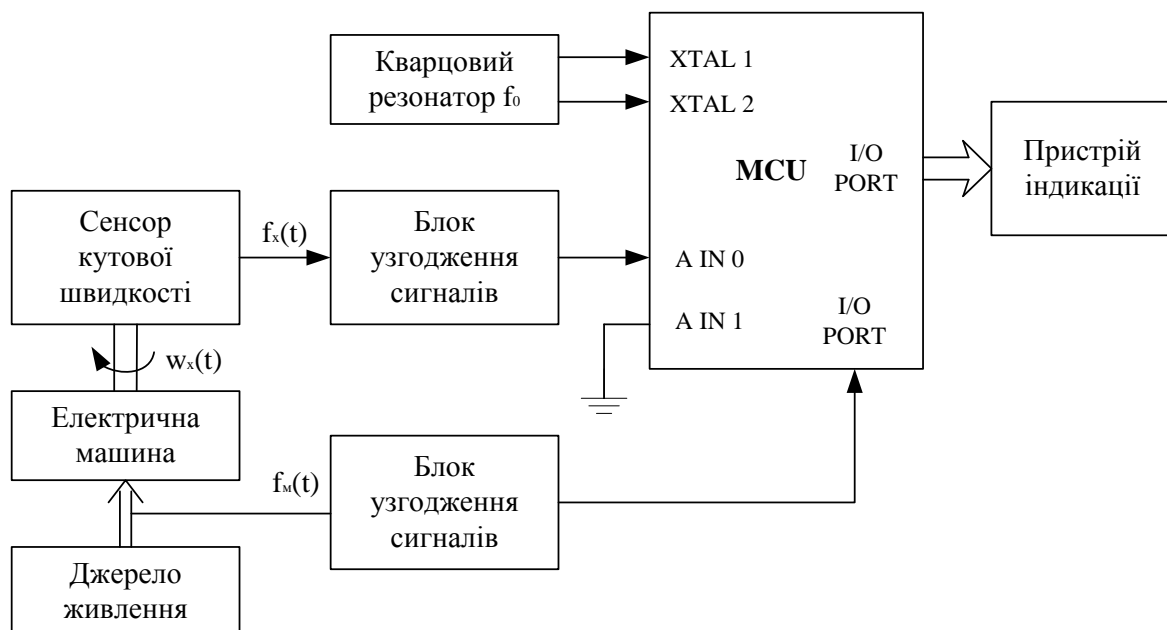 Кварцовий
резонатор f₀
XTAL 1
XTAL 2
MCU
I/O
PORT
Пристрій
індикації
Сенсор
кутової
швидкості
fₓ(t)
Блок
узгодження
сигналів
A IN 0
A IN 1
I/O
PORT
wₓ(t)
Електрична
машина
fм(t)
Блок
узгодження
сигналів
Джерело
живлення